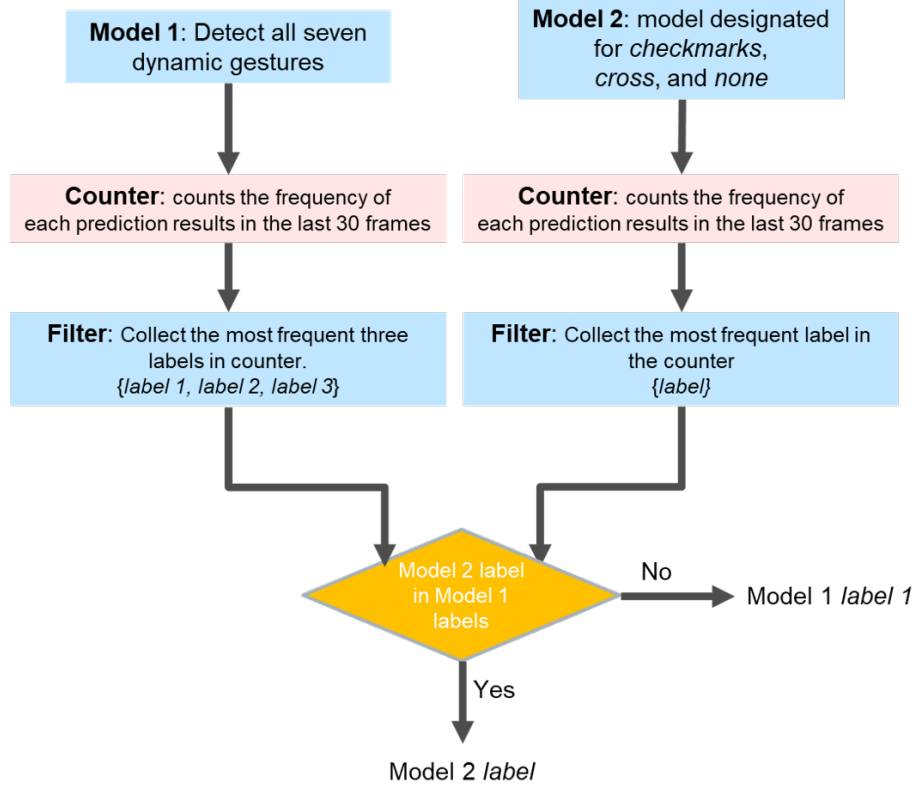 Model 1: Detect all seven
dynamic gestures
Model 2: model designated
for checkmarks,
cross, and none
Counter: counts the frequency of
each prediction results in the last 30 frames
Counter: counts the frequency of
each prediction results in the last 30 frames
Filter: Collect the most frequent three
labels in counter.
{label 1, label 2, label 3}
Filter: Collect the most frequent label in
the counter
{label}
Model 2 label
in Model 1
labels
No
Model 1 label 1
Yes
Model 2 label